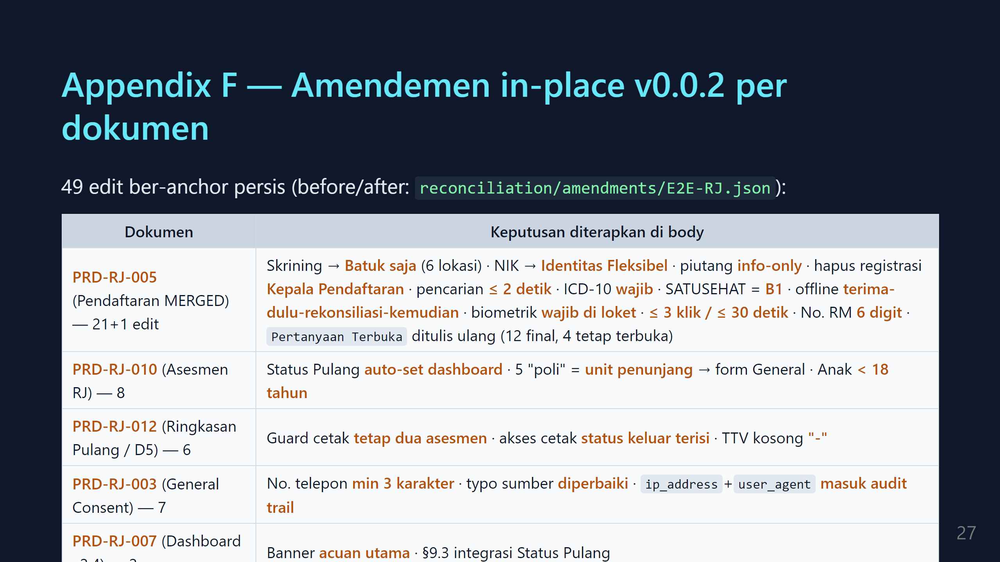 Appendix F — Amendemen in-place v0.0.2 per
dokumen
49 edit ber-anchor persis (before/after: reconciliation/amendments/E2E-RJ.json):
Dokumen
Keputusan diterapkan di body
PRD-RJ-005
(Pendaftaran MERGED)
— 21+1 edit
Skrining → Batuk saja (6 lokasi) · NIK → Identitas Fleksibel · piutang info-only · hapus registrasi
Kepala Pendaftaran · pencarian ≤ 2 detik · ICD-10 wajib · SATUSEHAT = B1 · offline terima-
dulu-rekonsiliasi-kemudian · biometrik wajib di loket · ≤ 3 klik / ≤ 30 detik · No. RM 6 digit ·
Pertanyaan Terbuka ditulis ulang (12 final, 4 tetap terbuka)
PRD-RJ-010 (Asesmen
RJ) — 8
Status Pulang auto-set dashboard · 5 "poli" = unit penunjang → form General · Anak < 18
tahun
PRD-RJ-012 (Ringkasan
Pulang / D5) — 6
Guard cetak tetap dua asesmen · akses cetak status keluar terisi · TTV kosong "-"
PRD-RJ-003 (General
Consent) — 7
No. telepon min 3 karakter · typo sumber diperbaiki · ip_address+user_agent masuk audit
trail
PRD-RJ-007 (Dashboard
Banner acuan utama · §9.3 integrasi Status Pulang
27